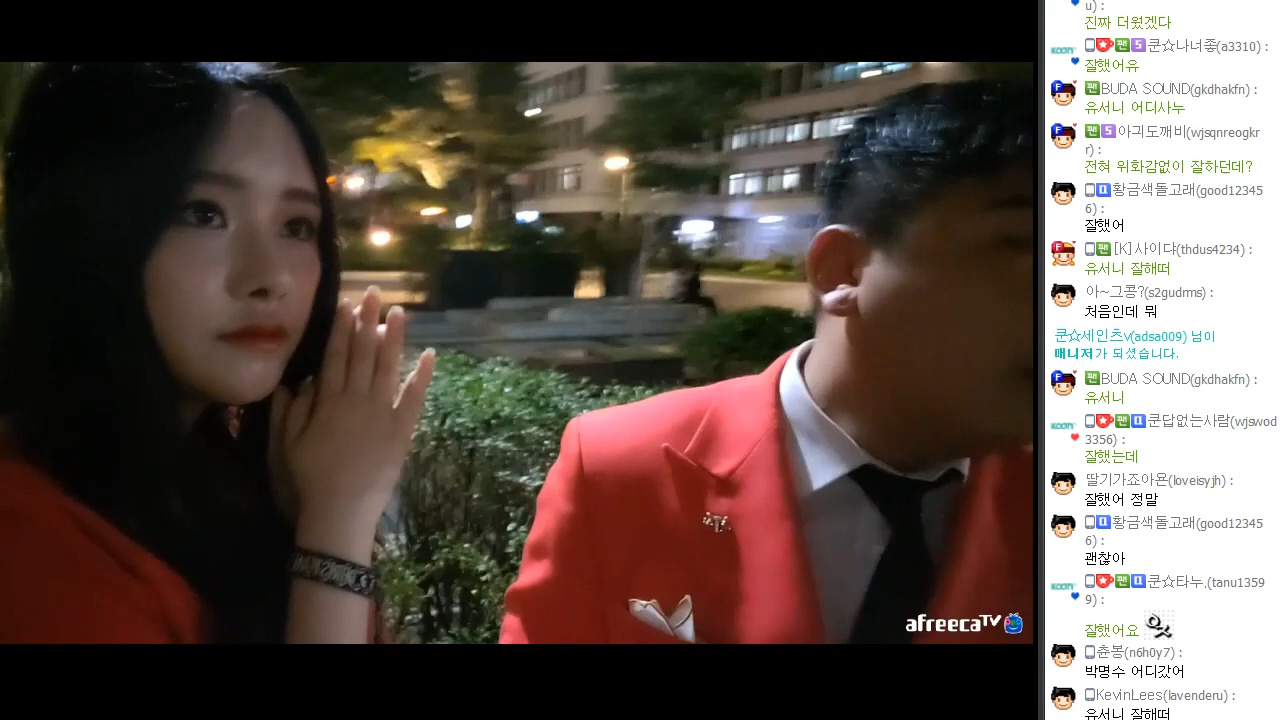 u) :
진짜 더웠겠다
쿤☆나너좋(a3310) :
잘했어유
BUDA SOUND(gkdhakfn) :
유서니 어디사누
아긔도깨비(wjsqnreogkr
r) :
전혀 위화감없이 잘하던데?
황금색돌고래(good12345
6) :
잘했어
[K]사이다(thdus4234) :
유서니 잘해떠
아~그콩?(s2gudrms) :
처음인데 뭐
쿤☆세인츠v(adsa009) 님이
매니저가 되셨습니다.
BUDA SOUND(gkdhakfn) :
유서니
쿤답없는사람(wjswod
3356) :
잘했는데
딸기가죠아욘(loveisyjh) :
잘했어 정말
황금색돌고래(good12345
6) :
괜찮아
쿤☆타누,(tanu1359
9) :
잘했어요
츈봉(n6h0y7) :
박명수 어디갔어
KevinLees(lavenderu) :
유서니 잘해떠
afreecaTV